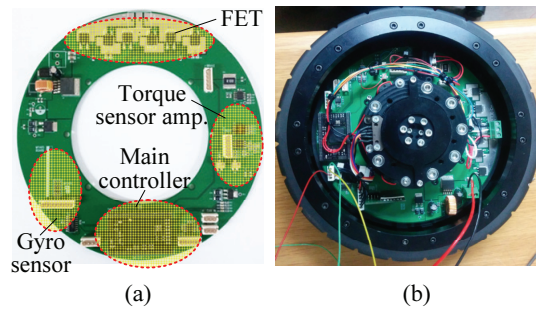 FET
Torque
sensor amp.
Main
controller
Gyro
sensor
(a)
(b)